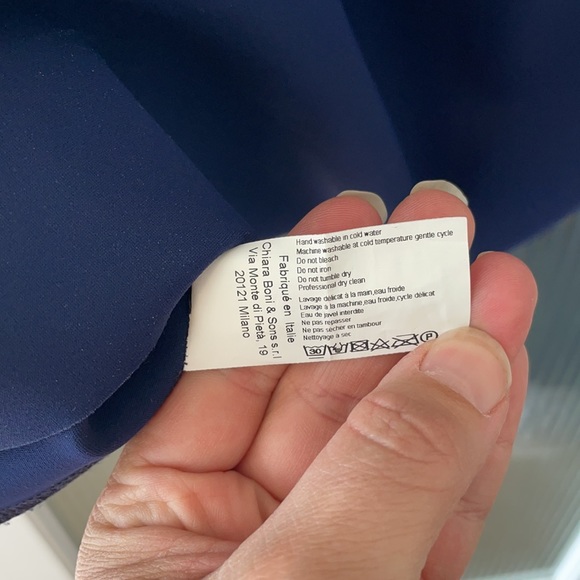 Hand washable in cold water
Machine washable at cold temperature gentle cycle
Do not bleach
Do not iron
Do not tumble dry
Professional dry clean
Lavage délicat à la main,eau froide
Lavage à la machine,eau froide,cycle délicat
Eau de javel interdite
Ne pas repasser
Ne pas sécher en tambour
Nettoyage à sec
30
P
Fabriqué en Italie
Chiara Boni & Sons s.r.l
Via Monte di Pietà, 19
20121 Milano